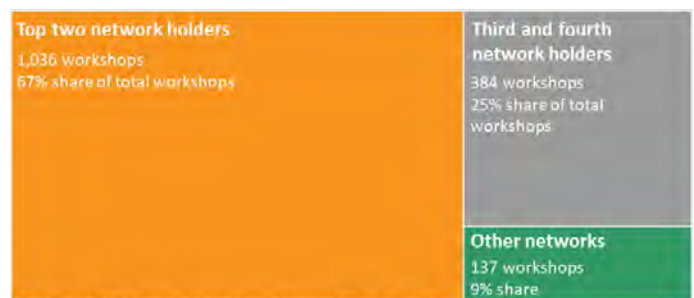 Top two network holders
1,036 workshops
67% share of total workshops
Third and fourth
network holders
384 workshops
25% share of total
workshops
Other networks
137 workshops
9% share